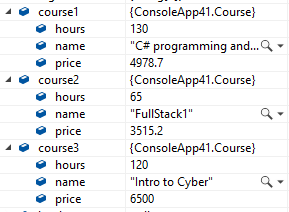 course1 {ConsoleApp41.Course}
hours 130
name "C# programming and...
price 4978.7
course2 {ConsoleApp41.Course}
hours 65
name "FullStack1"
price 3515.2
course3 {ConsoleApp41.Course}
hours 120
name "Intro to Cyber"
price 6500